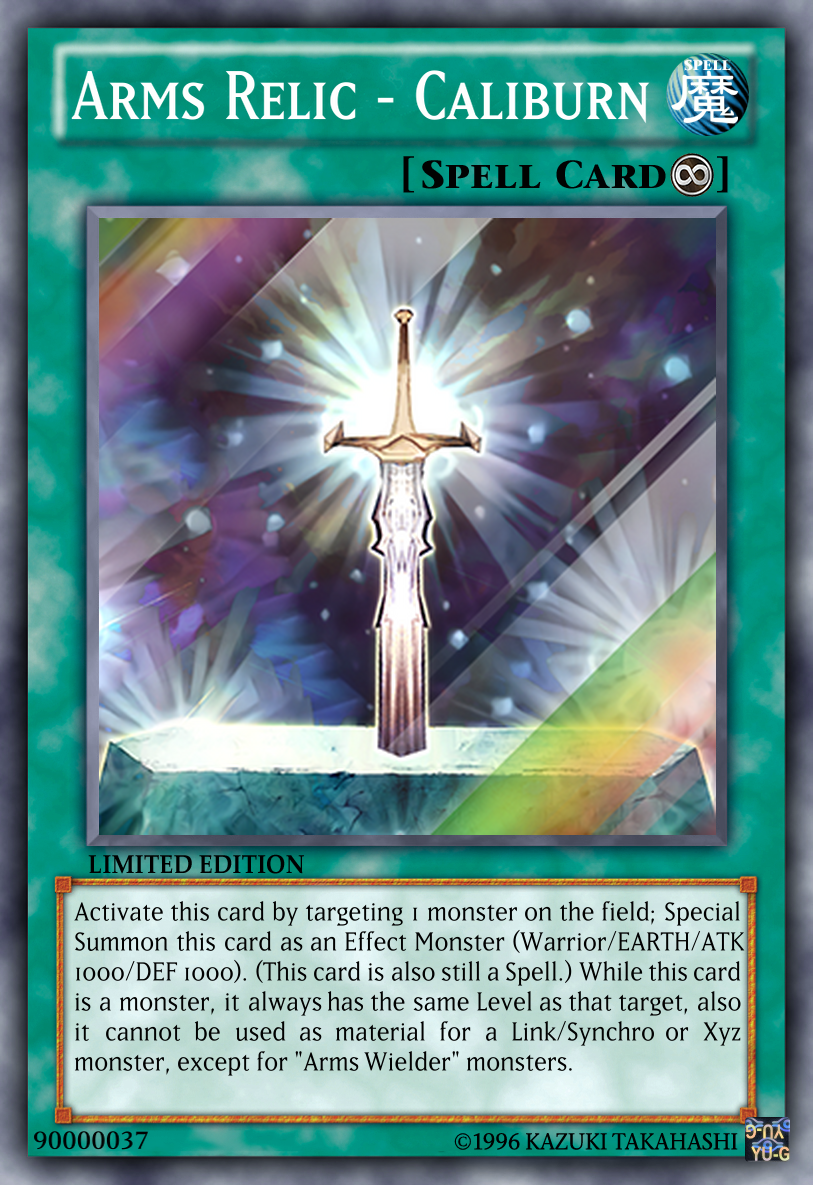 ARMS RELIC - CALIBURN
SPELL
魔
[SPELL CARD∞]
LIMITED EDITION
Activate this card by targeting 1 monster on the field; Special
Summon this card as an Effect Monster (Warrior/EARTH/ATK
1000/DEF 1000). (This card is also still a Spell.) While this card
is a monster, it always has the same Level as that target, also
it cannot be used as material for a Link/Synchro or Xyz
monster, except for "Arms Wielder" monsters.
90000037
©1996 KAZUKI TAKAHASHI
YU-G
YU-G